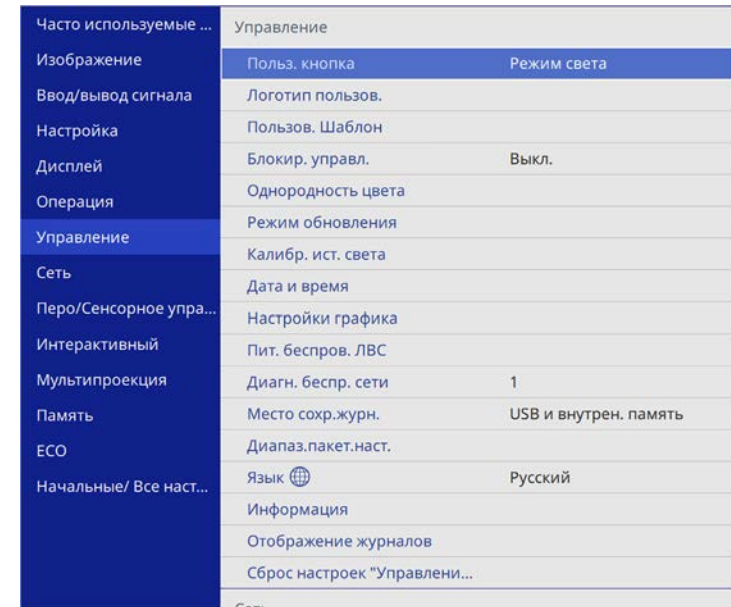 Часто используемые ...
Изображение
Ввод/вывод сигнала
Настройка
Дисплей
Операция
Управление
Сеть
Перо/Сенсорное упра...
Интерактивный
Мультипроекция
Память
ECO
Начальные/ Все наст...
Управление
Польз. кнопка Режим света
Логотип пользов.
Пользов. Шаблон
Блокир. управл. Выкл.
Однородность цвета
Режим обновления
Калибр. ист. света
Дата и время
Настройки графика
Пит. беспров. ЛВС
Диагн. беспр. сети 1
Место сохр.журн. USB и внутрен. память
Диапаз.пакет.наст.
Язык Русский
Информация
Отображение журналов
Сброс настроек "Управлени...